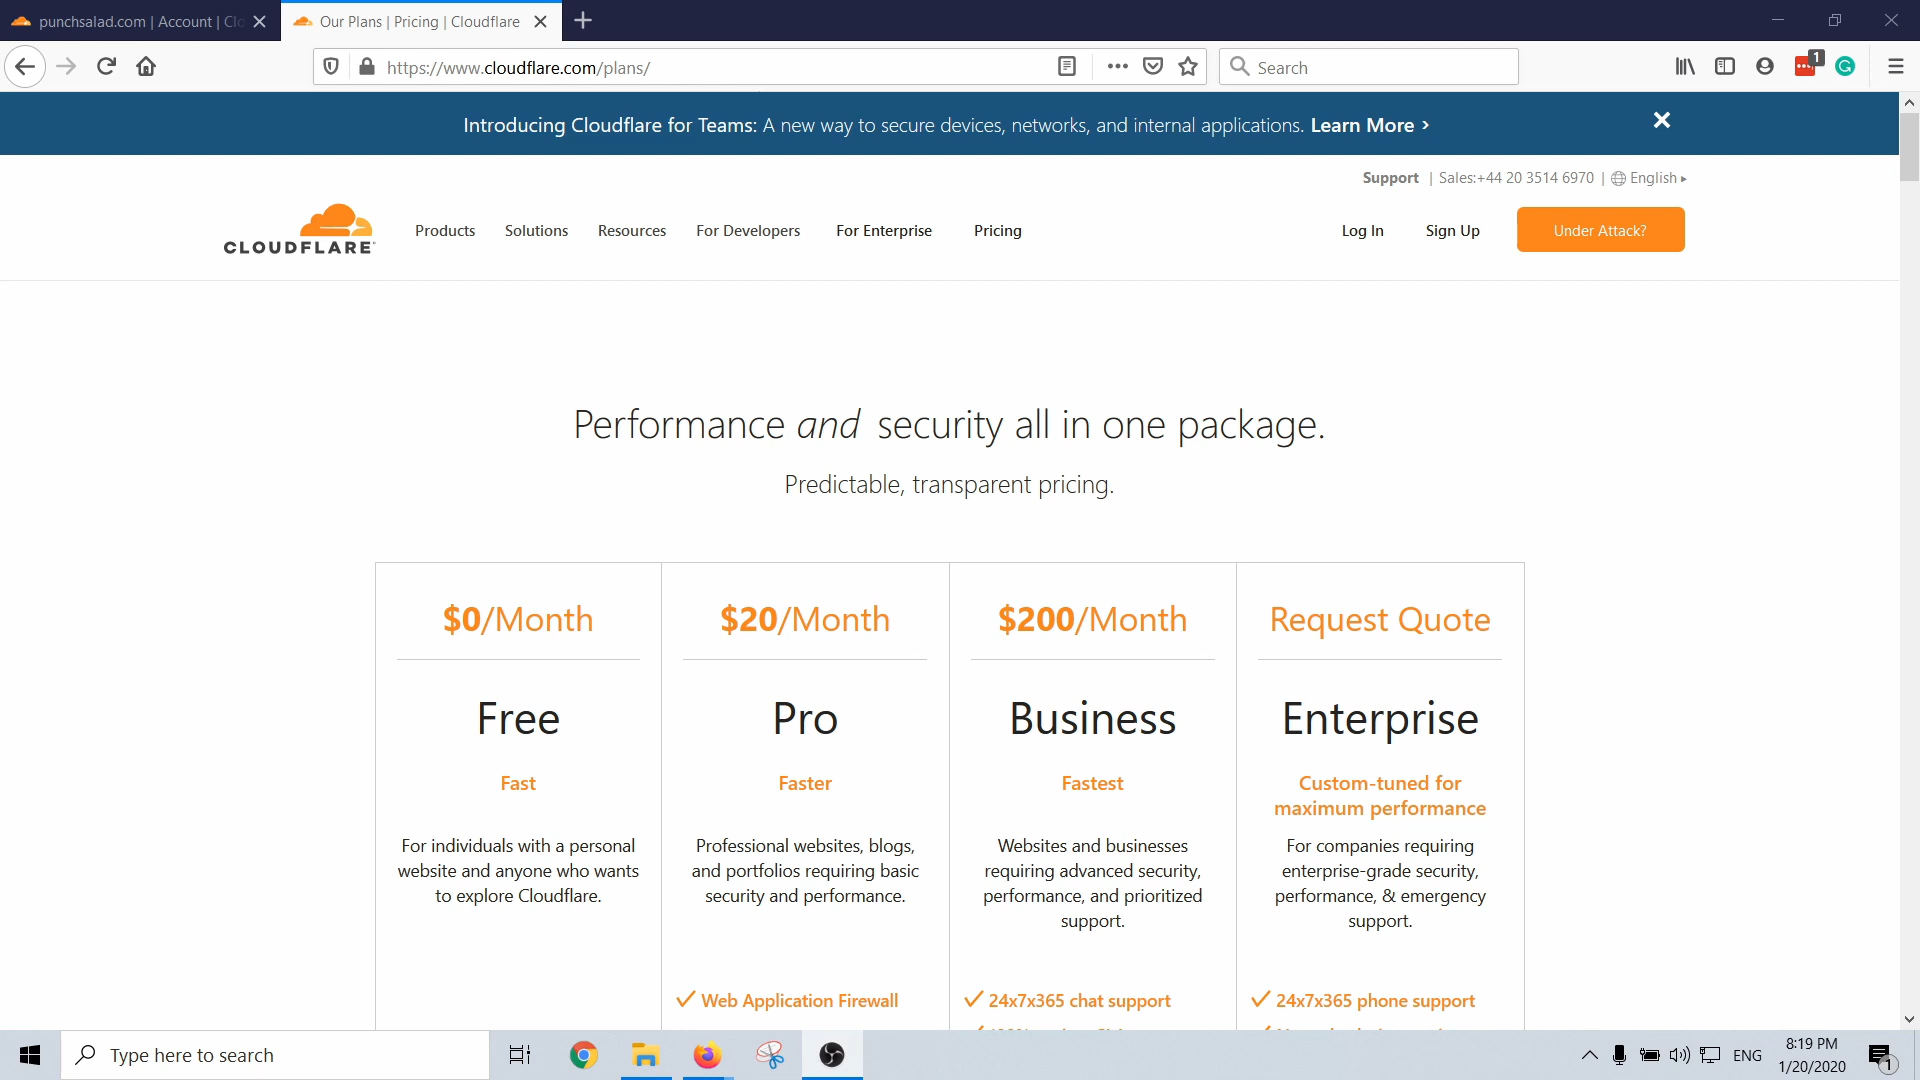 punchsalad.com | Account | Clo
Our Plans | Pricing | Cloudflare
https://www.cloudflare.com/plans/
Search
1
Introducing Cloudflare for Teams: A new way to secure devices, networks, and internal applications. Learn More ›
Support | Sales:+44 20 3514 6970 | English ▸
CLOUDFLARE
Products Solutions Resources For Developers For Enterprise Pricing Log In Sign Up Under Attack?
Performance and security all in one package.
Predictable, transparent pricing.
$0/Month
Free
Fast
For individuals with a personal
website and anyone who wants
to explore Cloudflare.
$20/Month
Pro
Faster
Professional websites, blogs,
and portfolios requiring basic
security and performance.
Web Application Firewall
$200/Month
Business
Fastest
Websites and businesses
requiring advanced security,
performance, and prioritized
support.
24x7x365 chat support
Request Quote
Enterprise
Custom-tuned for
maximum performance
For companies requiring
enterprise-grade security,
performance, & emergency
support.
24x7x365 phone support
Type here to search
ENG
8:19 PM
1/20/2020
1